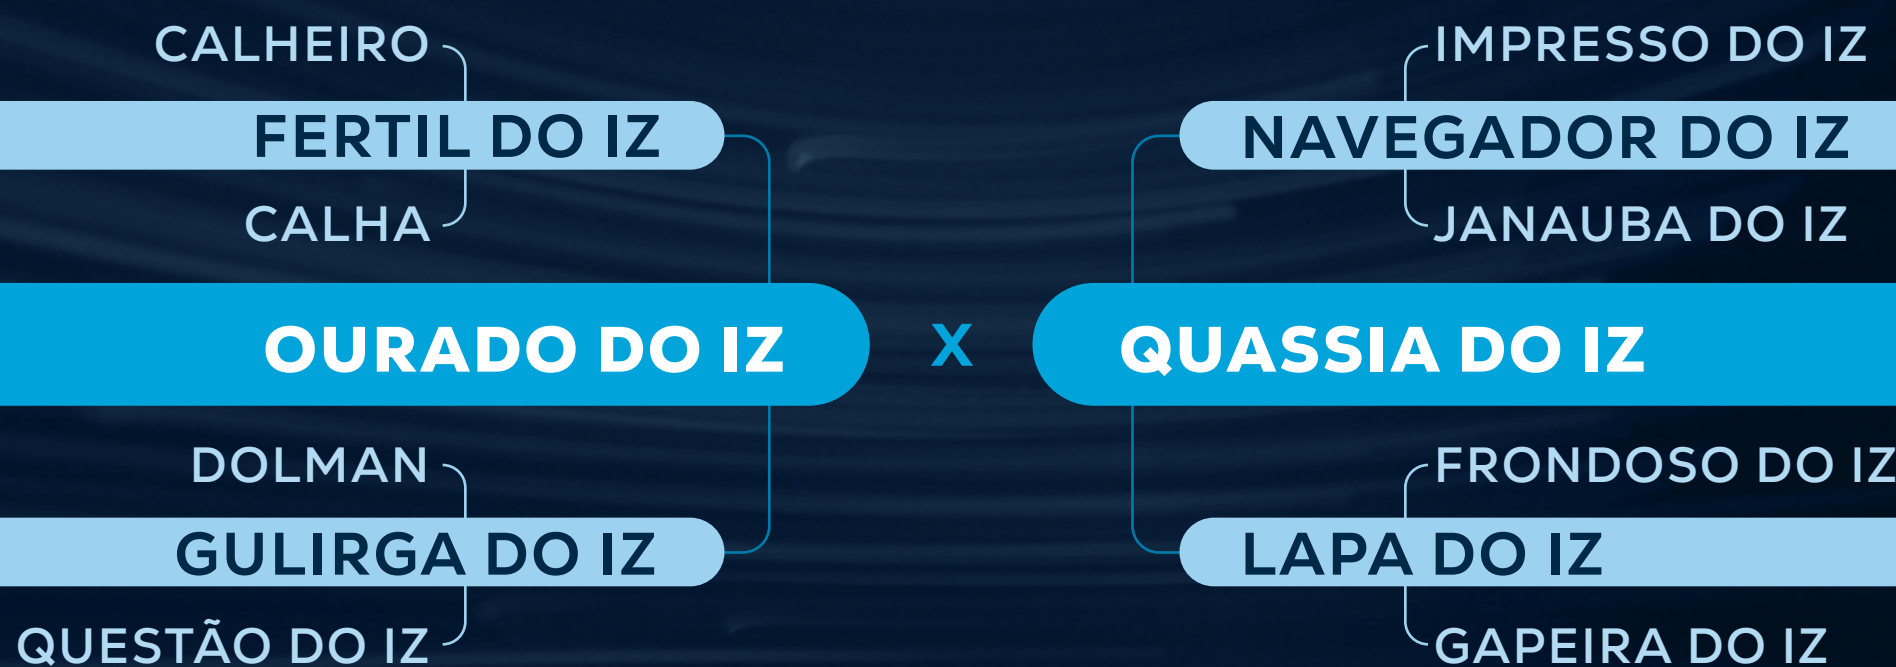 CALHEIRO
FERTIL DO IZ
CALHA
OURADO DO IZ
DOLMAN
GULIRGA DO IZ
QUESTÃO DO IZ
X
IMPRESSO DO IZ
NAVEGADOR DO IZ
JANAUBA DO IZ
QUASSIA DO IZ
FRONDOSO DO IZ
LAPA DO IZ
GAPEIRA DO IZ